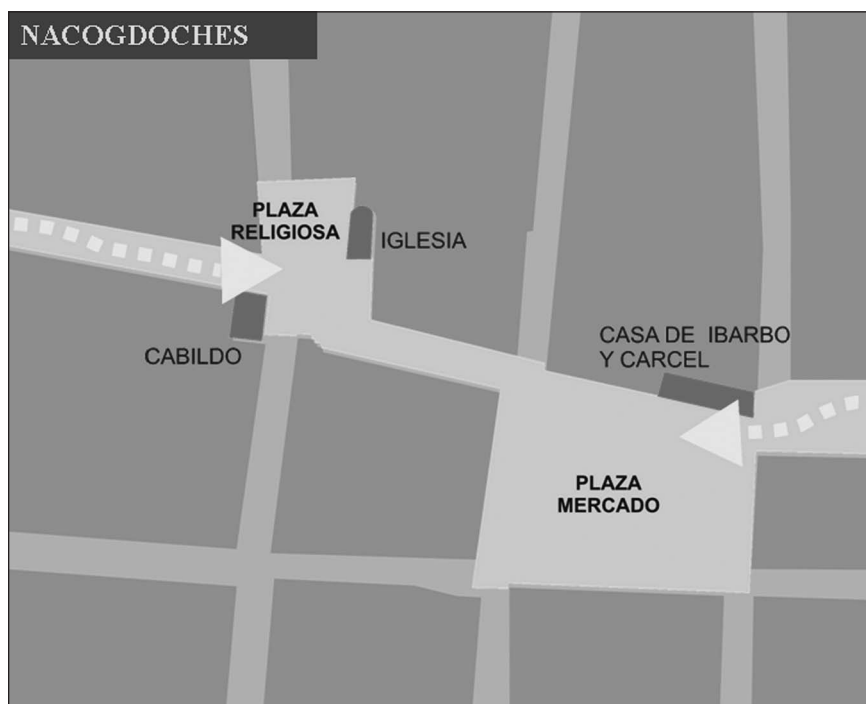 NACOGDOCHES
PLAZA
RELIGIOSA
IGLESIA
CABILDO
CASA DE IBARBO
Y CARCEL
PLAZA
MERCADO